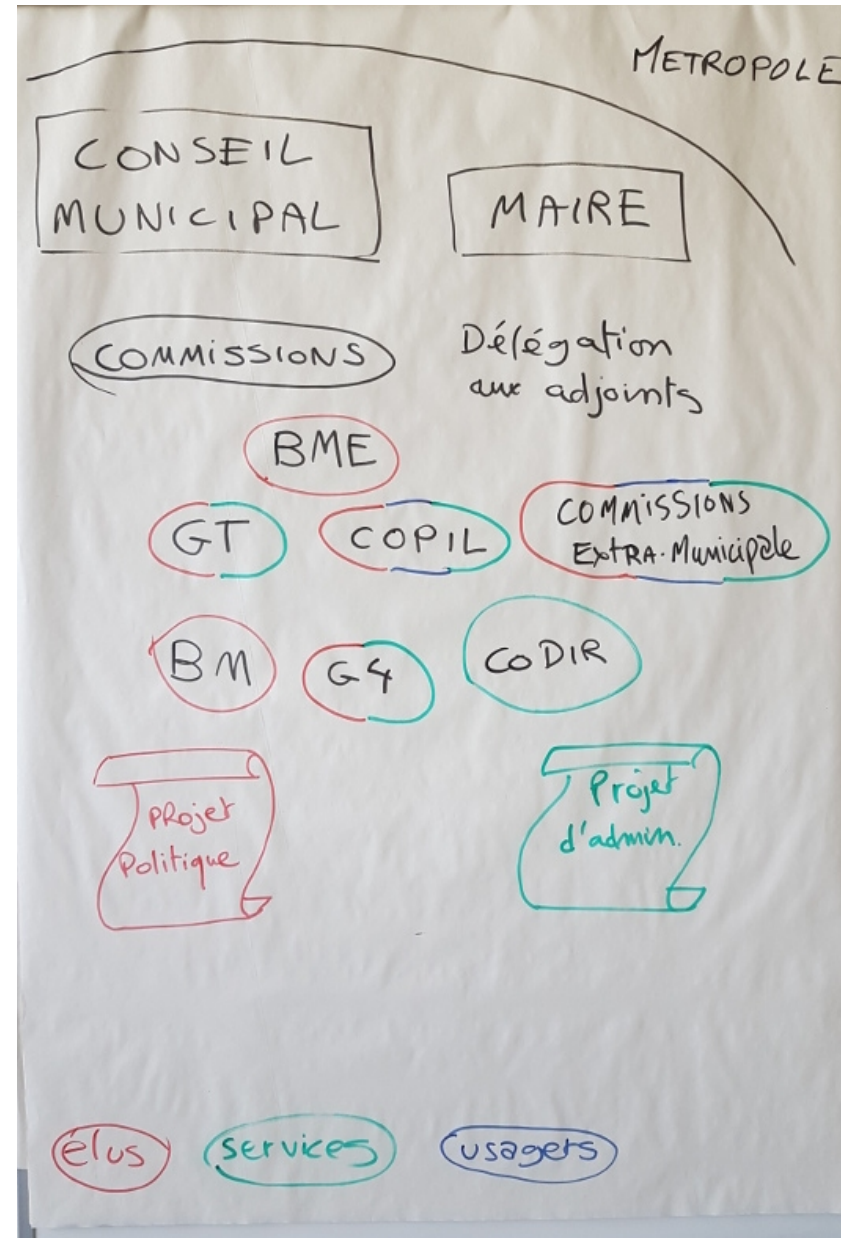 METROPOLE
CONSEIL
MUNICIPAL
MAIRE
COMMISSIONS
Délégation
aux adjoints
BME
GT
COPIL
COMMISSIONS
EXTRA-Municipale
BM
G4
CODIR
PROjet
Politique
Projet
d'admin.
élus
services
usagers